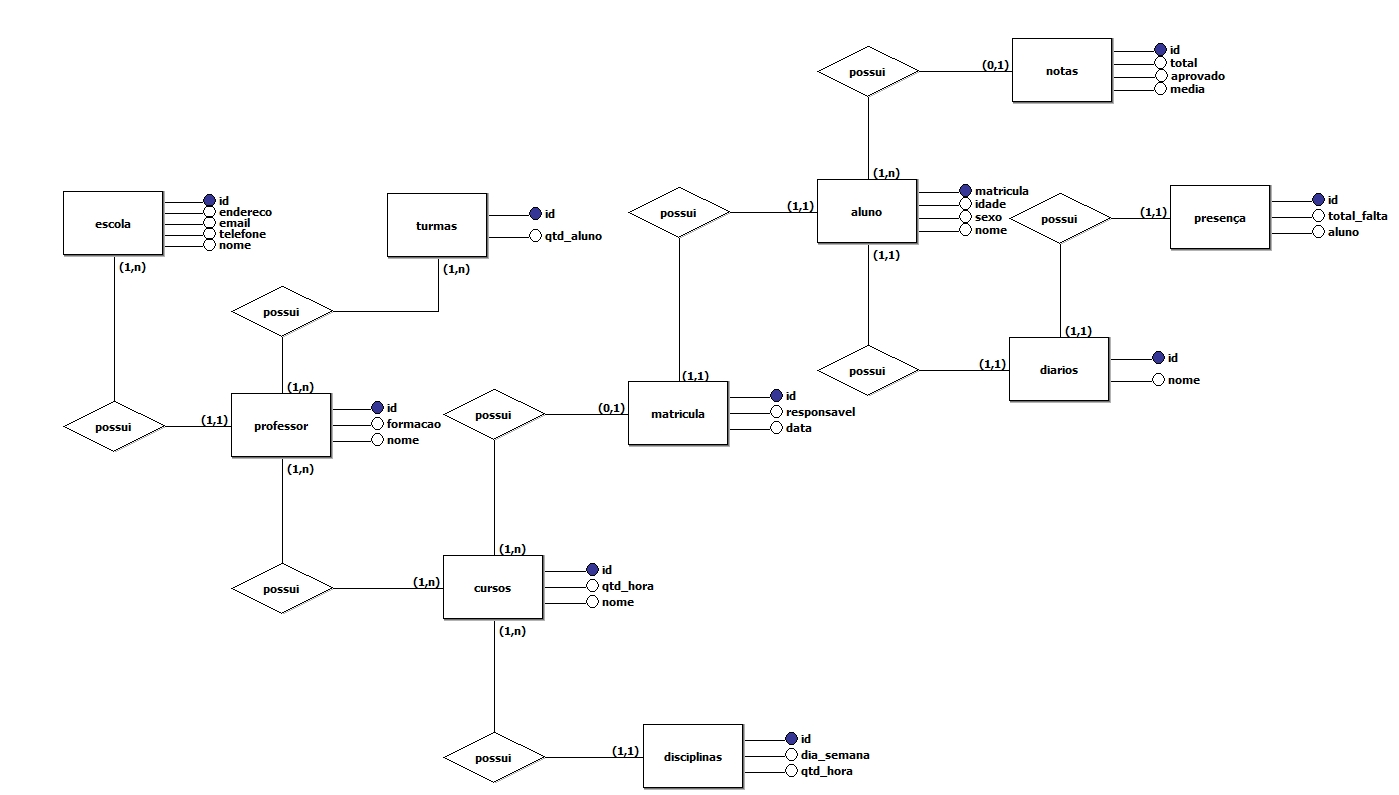 possui
(0,1)
notas
id
total
aprovado
media
(1,n)
escola
id
endereco
email
telefone
nome
(1,n)
turmas
id
qtd_aluno
(1,n)
possui
(1,1)
aluno
matricula
idade
sexo
nome
(1,1)
possui
(1,1)
presença
id
total_falta
aluno
possui
(1,n)
(1,1)
possui
(1,1)
diarios
id
nome
possui
(1,1)
professor
id
formacao
nome
(1,n)
possui
(0,1)
(1,1)
matricula
id
responsavel
data
possui
(1,n)
(1,n)
cursos
id
qtd_hora
nome
(1,n)
possui
(1,1)
disciplinas
id
dia_semana
qtd_hora